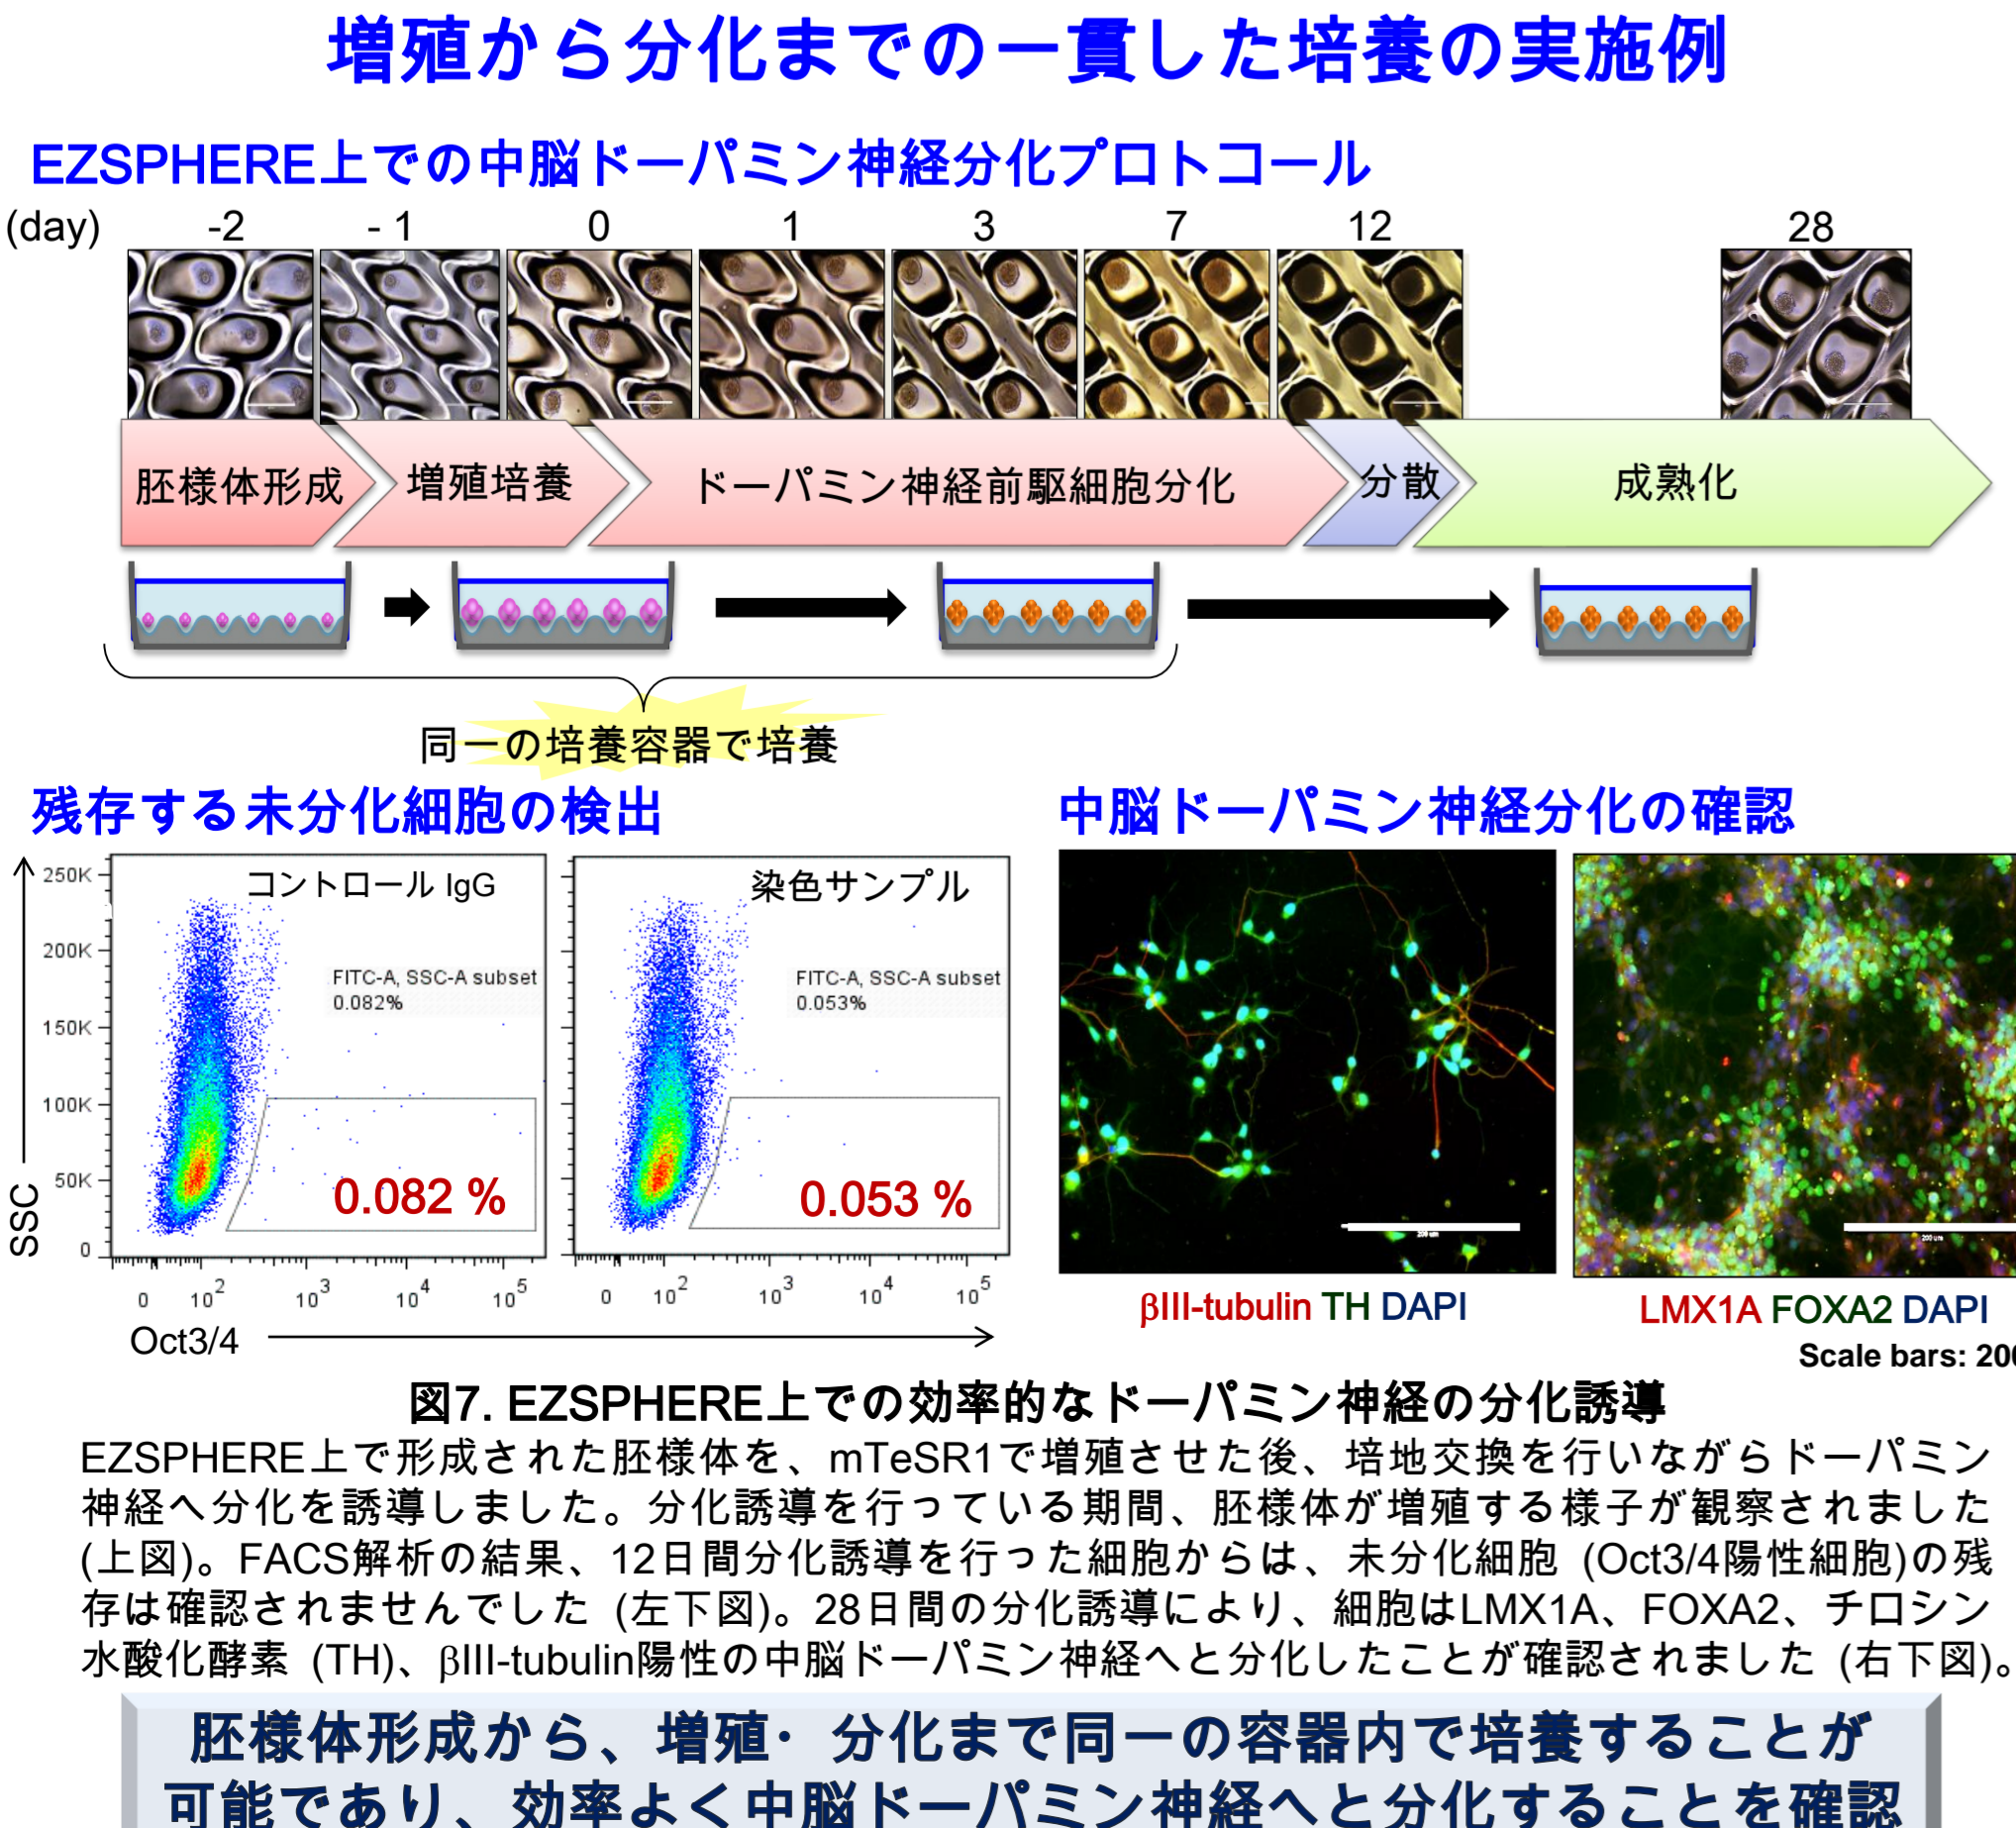 増殖から分化までの一貫した培養の実施例
EZSPHERE上での中脳ドーパミン神経分化プロトコール
(day) -2 - 1 0 1 3 7 12 28
胚様体形成 増殖培養 ドーパミン神経前駆細胞分化 分散 成熟化
同一の培養容器で培養
残存する未分化細胞の検出
SSC
250K
200K
150K
100K
50K
0
コントロール IgG
FITC-A, SSC-A subset
0.082%
0.082 %
0 10^2 10^3 10^4 10^5
染色サンプル
FITC-A, SSC-A subset
0.053%
0.053 %
0 10^2 10^3 10^4 10^5
Oct3/4
中脳ドーパミン神経分化の確認
200 um
βIII-tubulin TH DAPI
200 um
LMX1A FOXA2 DAPI
Scale bars: 200
図7. EZSPHERE上での効率的なドーパミン神経の分化誘導
EZSPHERE上で形成された胚様体を、mTeSR1で増殖させた後、培地交換を行いながらドーパミン
神経へ分化を誘導しました。分化誘導を行っている期間、胚様体が増殖する様子が観察されました
(上図)。FACS解析の結果、12日間分化誘導を行った細胞からは、未分化細胞 (Oct3/4陽性細胞)の残
存は確認されませんでした (左下図)。28日間の分化誘導により、細胞はLMX1A、FOXA2、チロシン
水酸化酵素 (TH)、βIII-tubulin陽性の中脳ドーパミン神経へと分化したことが確認されました (右下図)。
胚様体形成から、増殖・分化まで同一の容器内で培養することが
可能であり、効率よく中脳ドーパミン神経へと分化することを確認